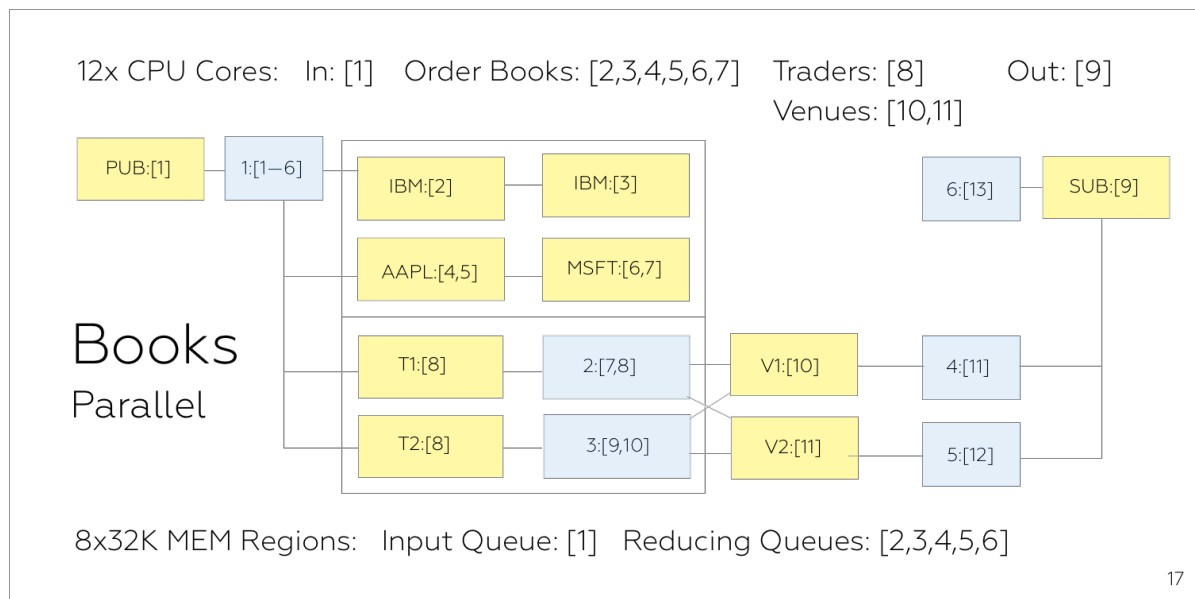 12x CPU Cores: In: [1] Order Books: [2,3,4,5,6,7] Traders: [8] Out: [9]
Venues: [10,11]
PUB:[1]
1:[1—6]
IBM:[2]
IBM:[3]
6:[13]
SUB:[9]
AAPL:[4,5]
MSFT:[6,7]
Books
Parallel
T1:[8]
2:[7,8]
V1:[10]
4:[11]
T2:[8]
3:[9,10]
V2:[11]
5:[12]
8x32K MEM Regions: Input Queue: [1] Reducing Queues: [2,3,4,5,6]
17